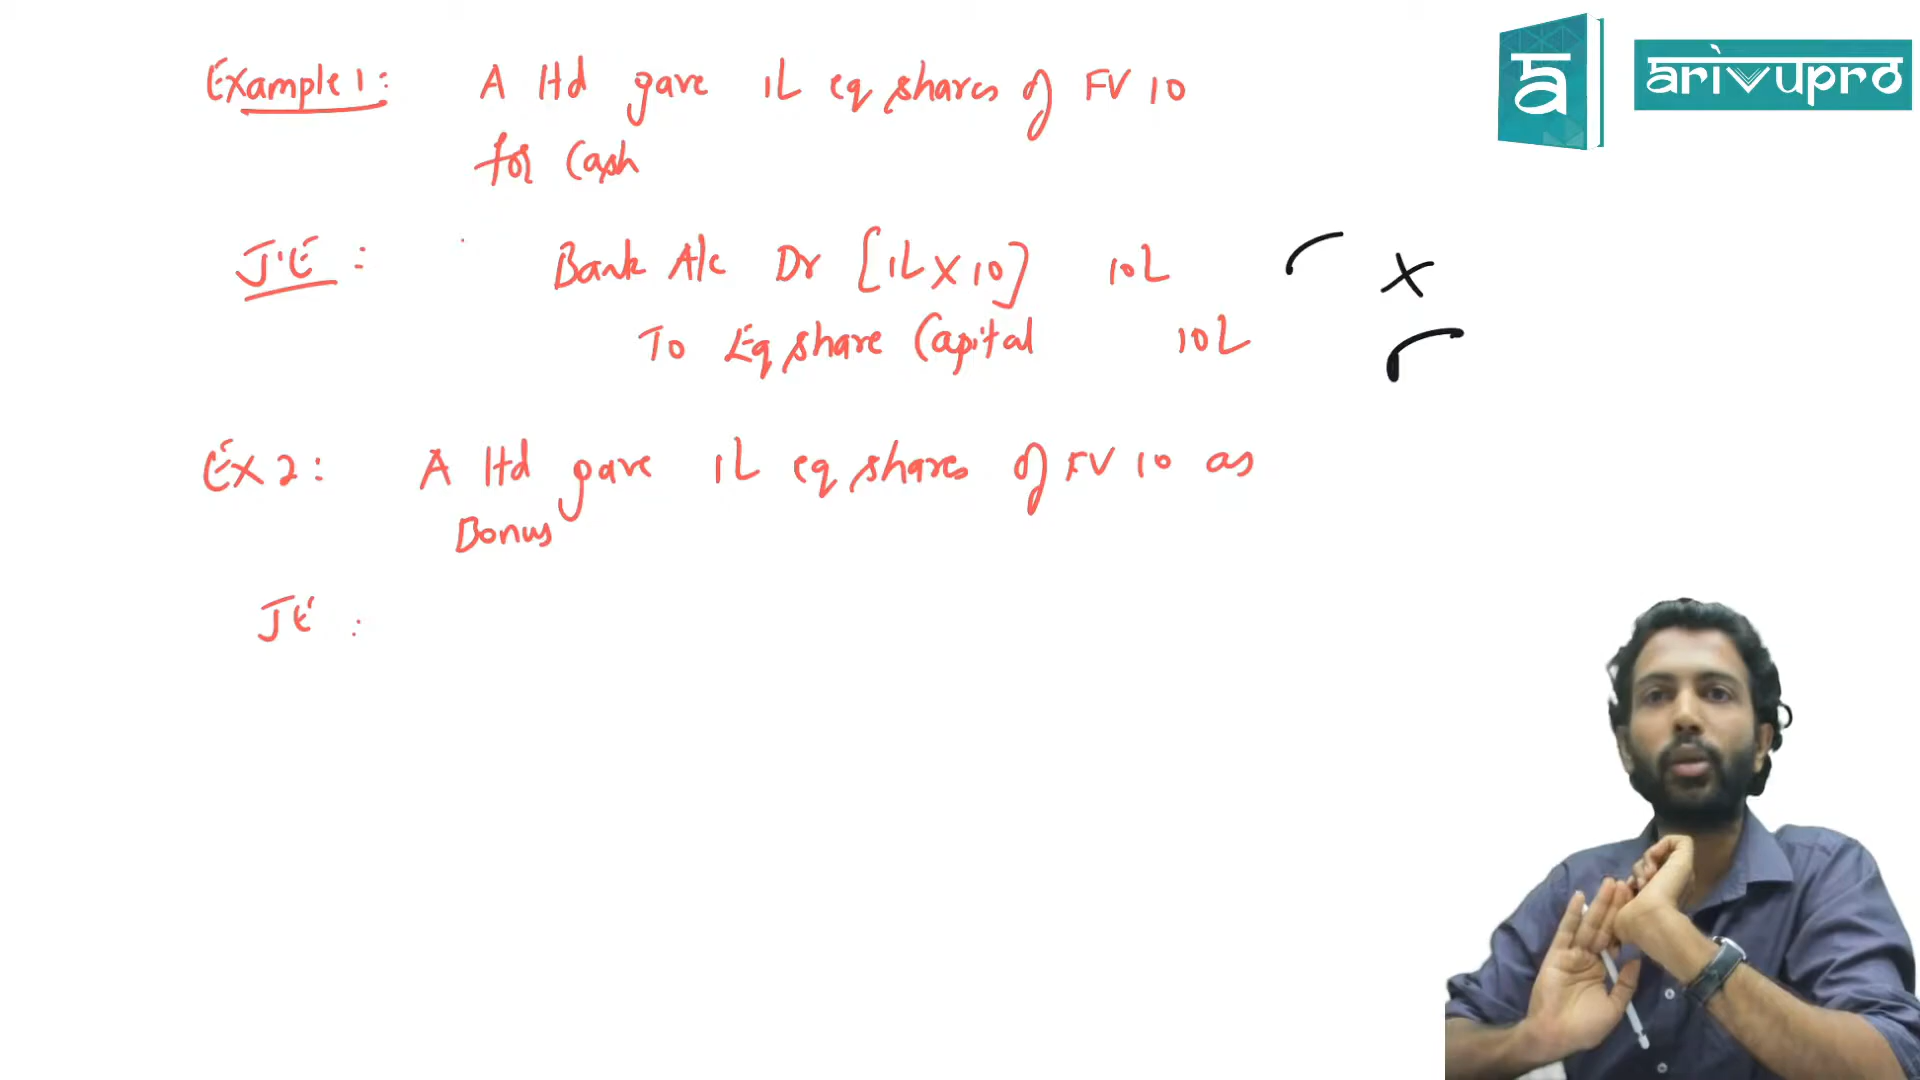 arivupro
Example 1: A ltd gave 1L eq shares of FV 10
for Cash
JE: Bank A/c Dr [1L X 10] 10L
To Eq share Capital 10L
EX 2: A ltd gave 1L eq shares of FV 10 as
Bonus
JE :